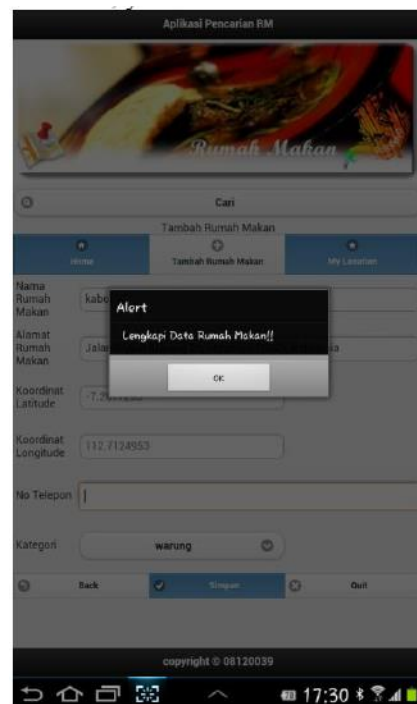 Aplikasi Pencarian RM
Rumah Makan
Cari
Tambah Rumah Makan
Home
Tambah Rumah Makan
My Location
Nama
Rumah
Makan
Alert
Lengkapi Data Rumah Makan!!
OK
Alamat
Rumah
Makan
Koordinat
Latitude
Koordinat
Longitude
112.7124953
No Telepon
Kategori
warung
Back
Simpan
Quit
copyright © 08120039
17:30